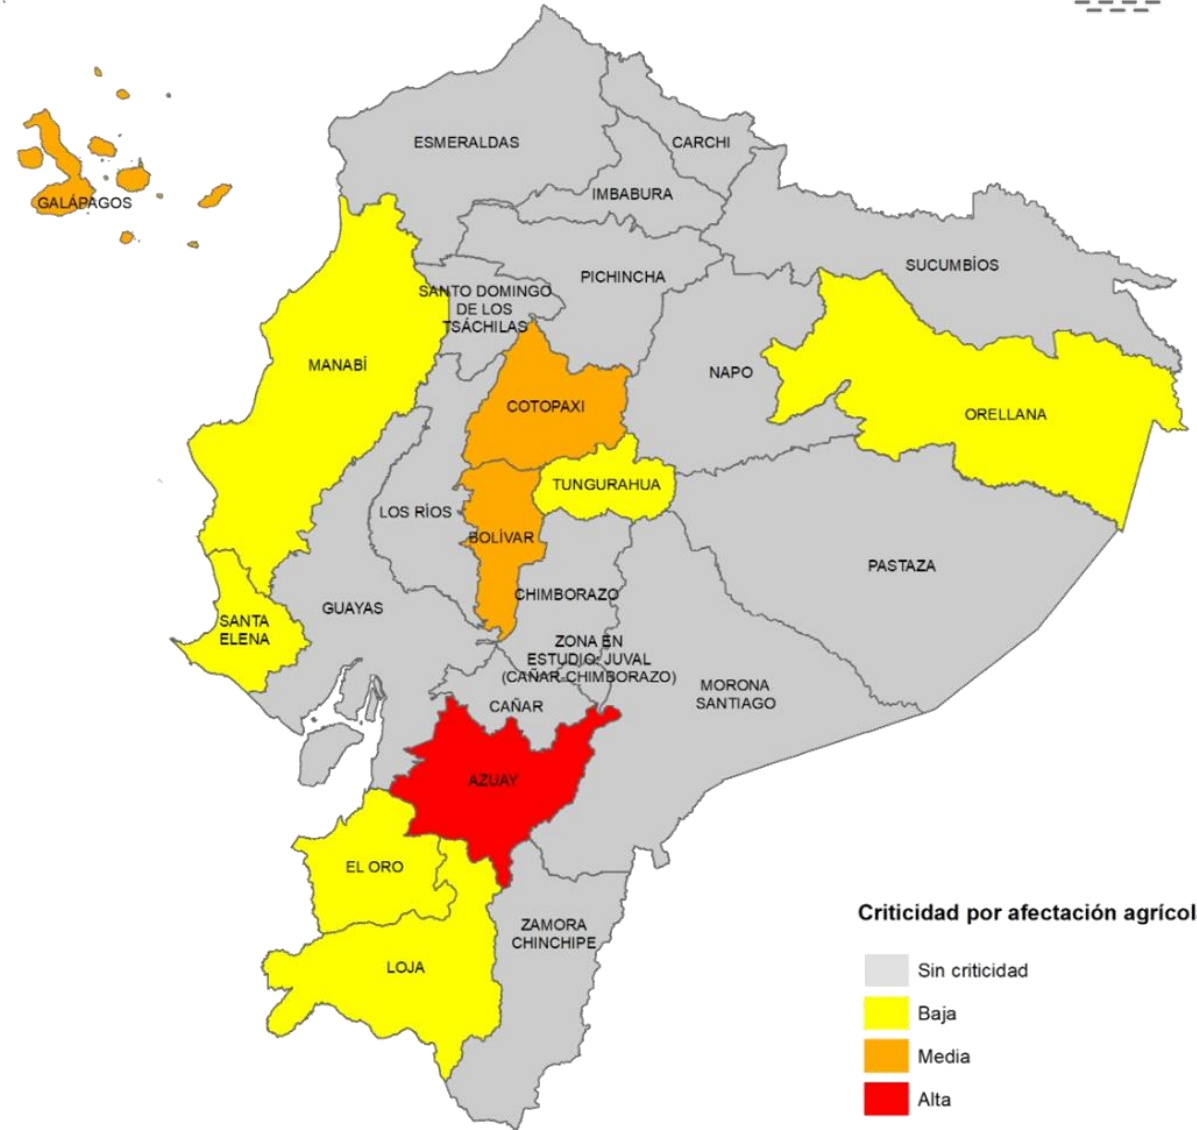 ESMERALDAS
CARCHI
IMBABURA
GALÁPAGOS
SUCUMBÍOS
PICHINCHA
SANTO DOMINGO
DE LOS
TSÁCHILAS
MANABÍ
NAPO
COTOPAXI
ORELLANA
TUNGURAHUA
LOS RÍOS
BOLÍVAR
PASTAZA
CHIMBORAZO
GUAYAS
SANTA
ELENA
ZONA EN
ESTUDIO: JUVAL
(CAÑAR-CHIMBORAZO)
MORONA
SANTIAGO
CAÑAR
AZUAY
EL ORO
ZAMORA
CHINCHIPE
LOJA
Criticidad por afectación agrícol
Sin criticidad
Baja
Media
Alta